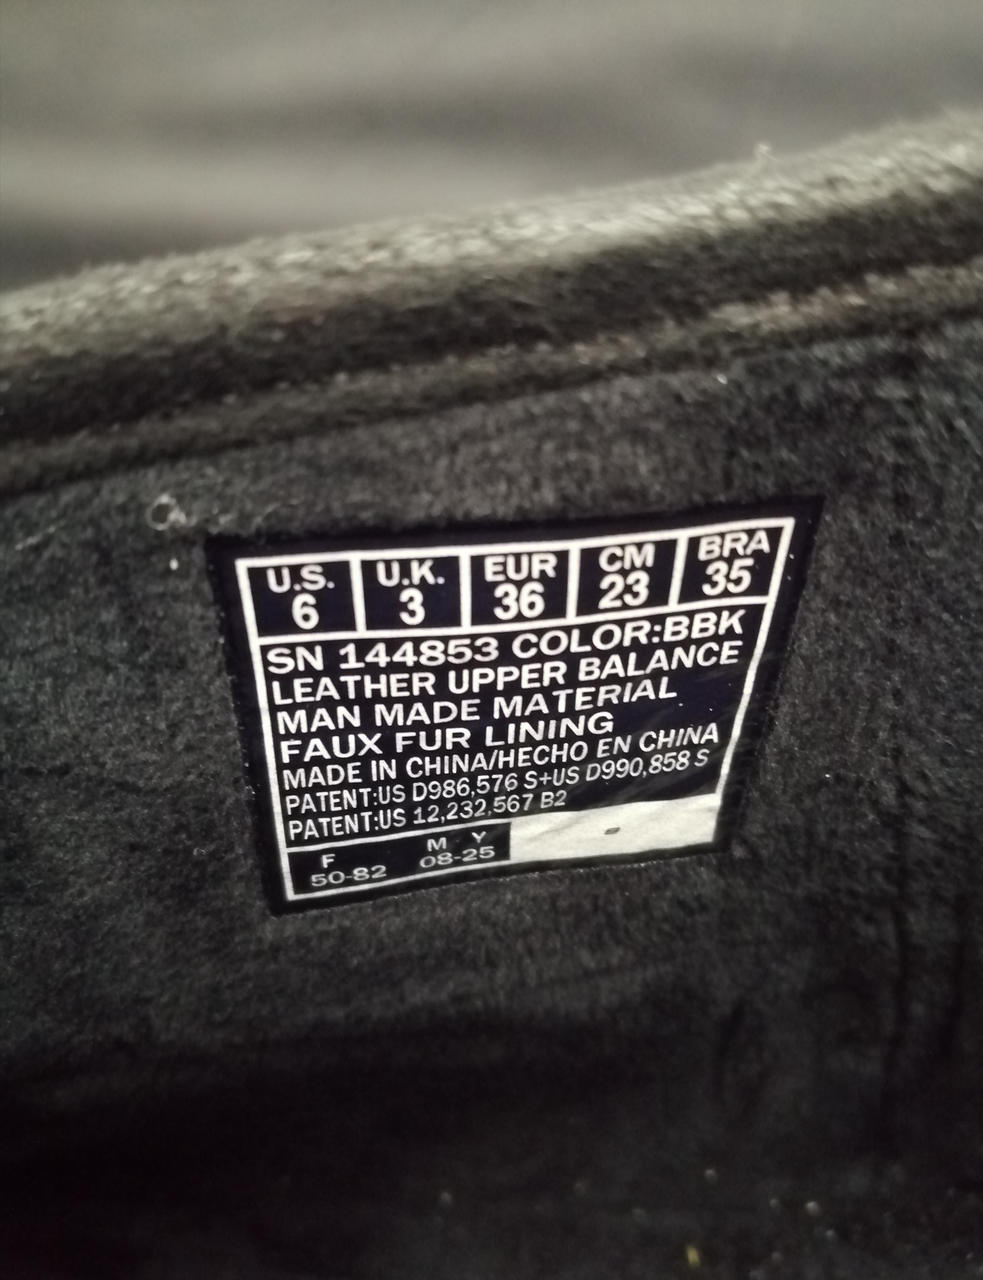 U.S. U.K. EUR CM BRA
6 3 36 23 35
SN 144853 COLOR:BBK
LEATHER UPPER BALANCE
MAN MADE MATERIAL
FAUX FUR LINING
MADE IN CHINA/HECHO EN CHINA
PATENT:US D986,576 S+US D990,858 S
PATENT:US 12,232,567 B2
F M Y
50-82 08-25